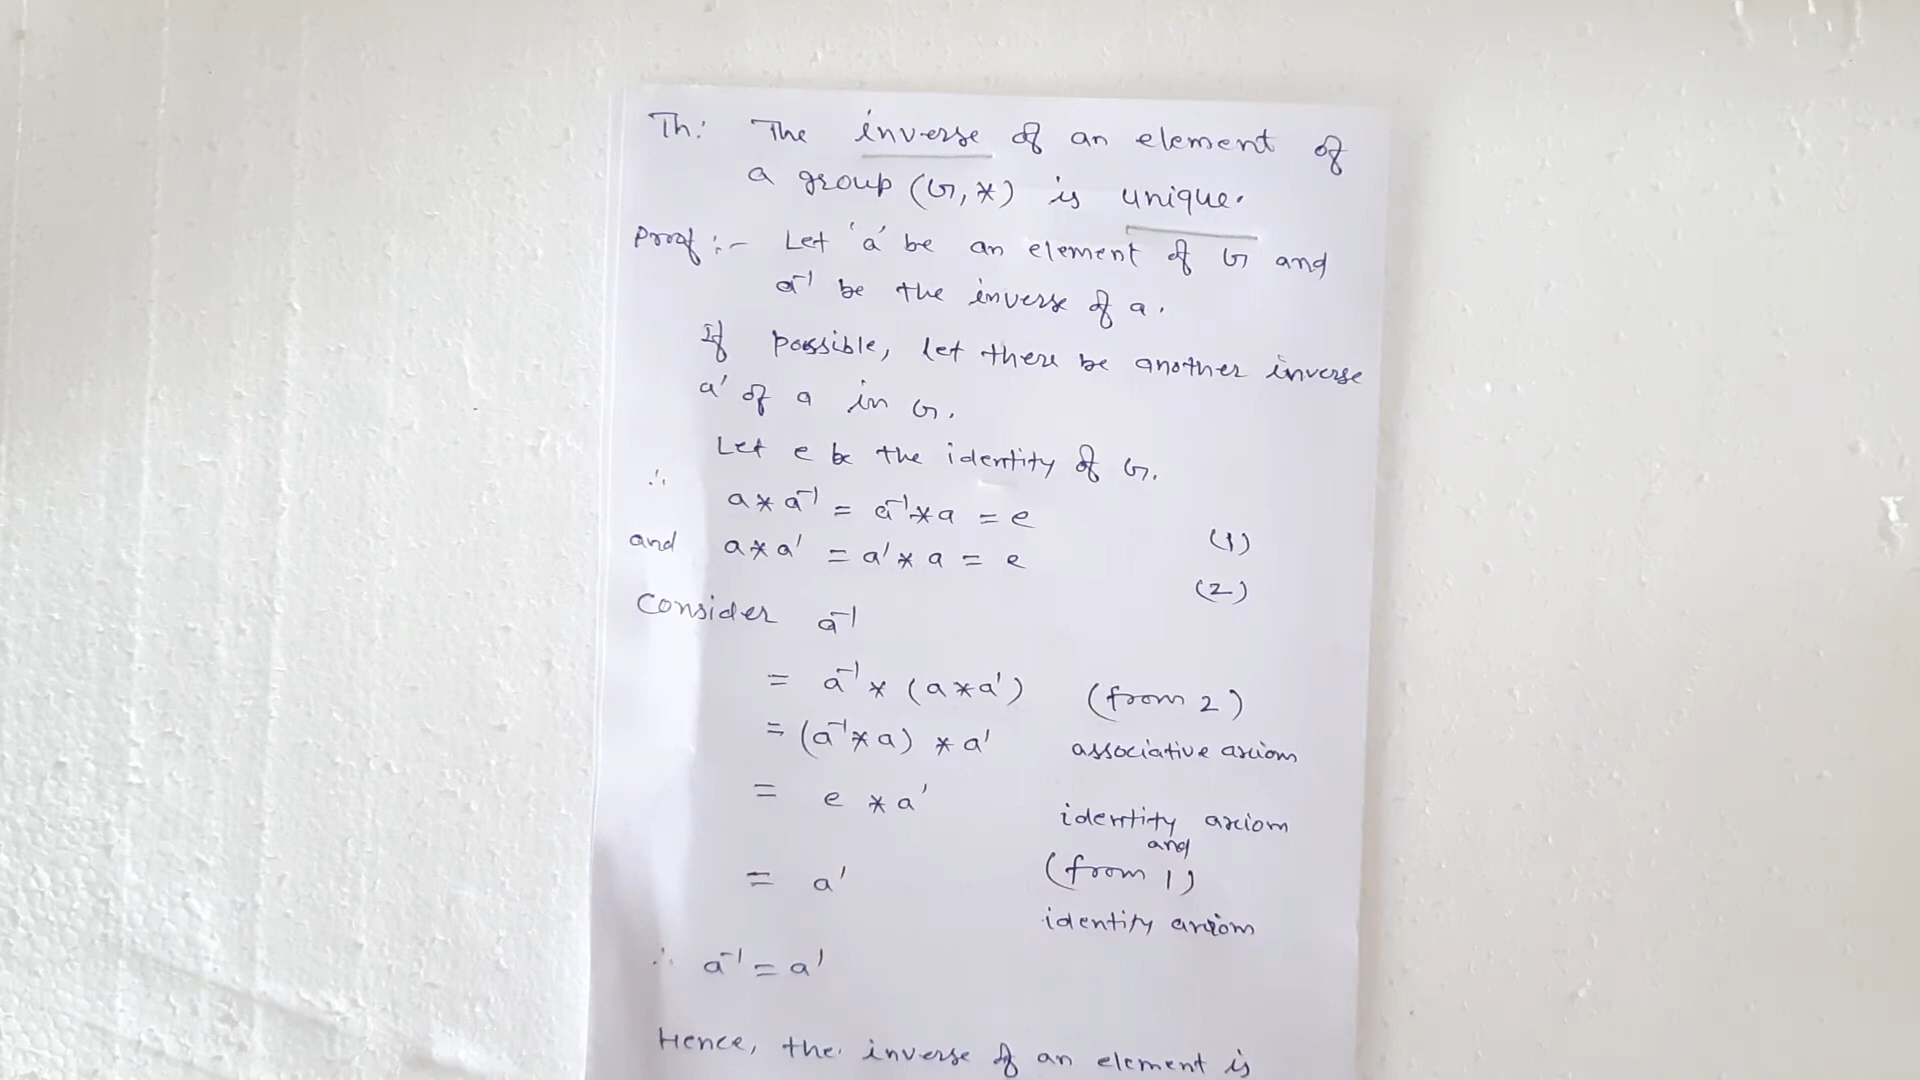 Th: The inverse of an element of
a group (G, *) is unique.
Proof :- Let 'a' be an element of G and
a⁻¹ be the inverse of a.
If possible, let there be another inverse
a' of a in G.
Let e be the identity of G.
∴ a * a⁻¹ = a⁻¹ * a = e (1)
and a * a' = a' * a = e (2)
Consider a⁻¹
= a⁻¹ * (a * a') (from 2)
= (a⁻¹ * a) * a' associative axiom
= e * a' identity axiom
and
(from 1)
= a' identity axiom
∴ a⁻¹ = a'
Hence, the inverse of an element is